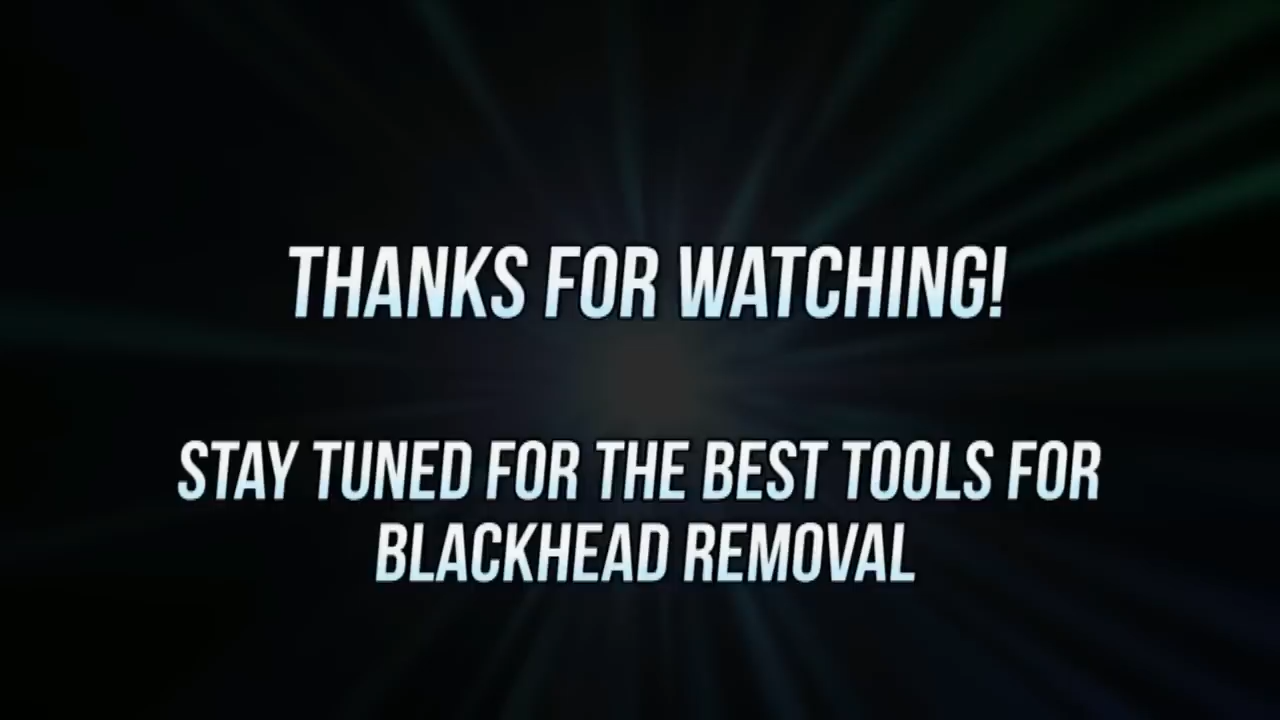 THANKS FOR WATCHING!
STAY TUNED FOR THE BEST TOOLS FOR
BLACKHEAD REMOVAL